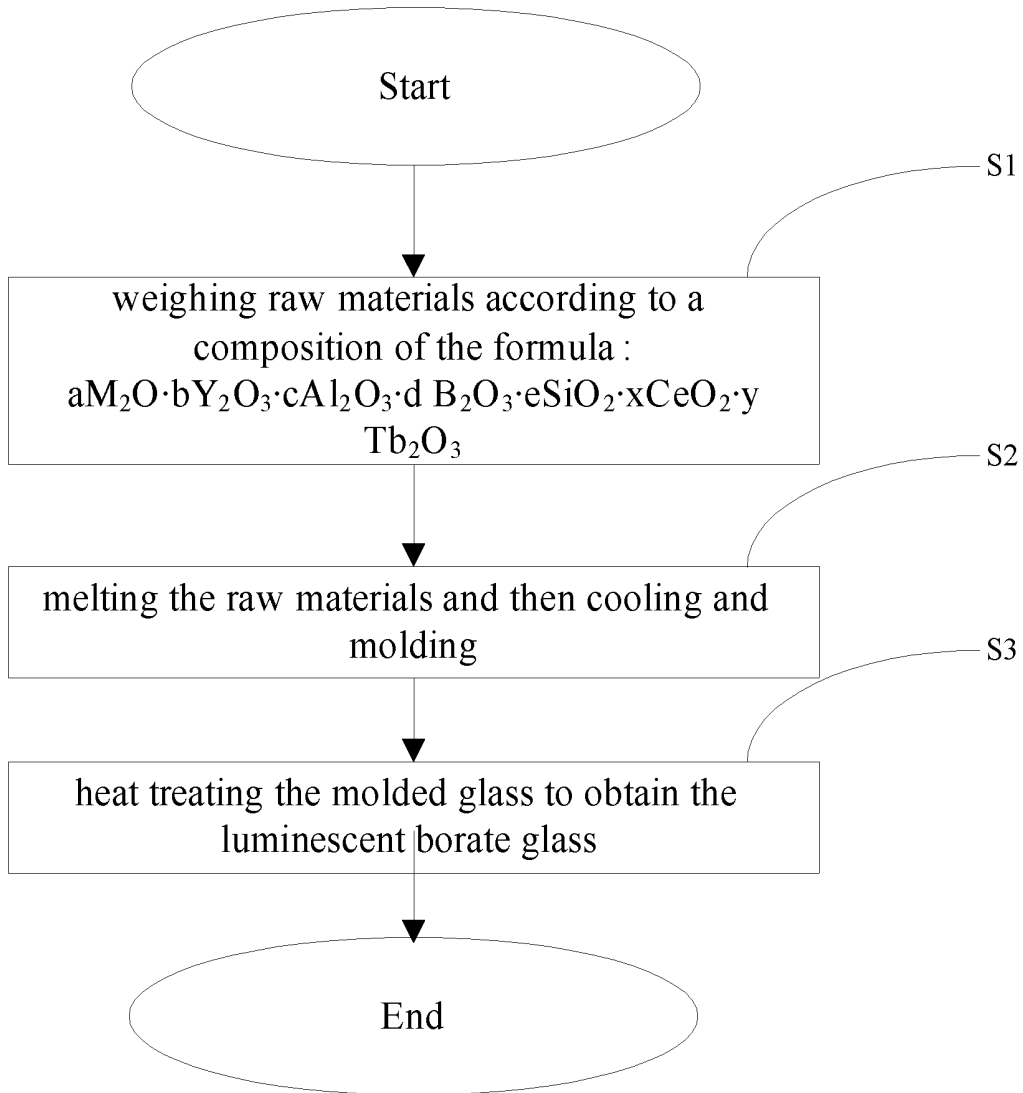 Start
S1
weighing raw materials according to a
composition of the formula :
aM₂O·bY₂O₃·cAl₂O₃·d B₂O₃·eSiO₂·xCeO₂·y
Tb₂O₃
S2
melting the raw materials and then cooling and
molding
S3
heat treating the molded glass to obtain the
luminescent borate glass
End